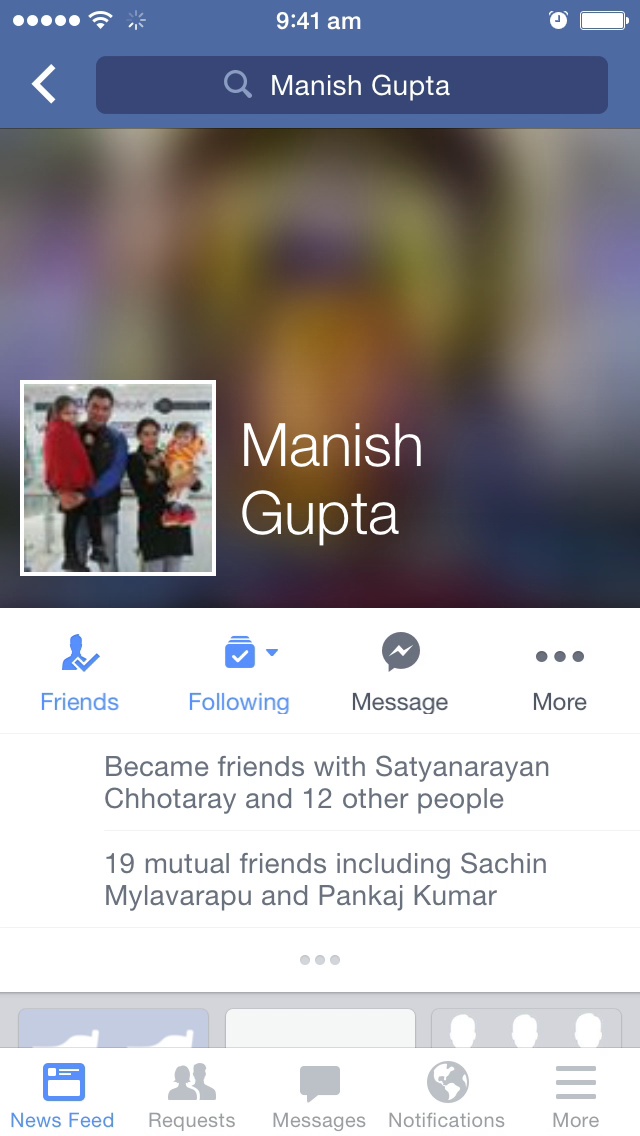 9:41 am
Manish Gupta
Manish
Gupta
Friends
Following
Message
More
Became friends with Satyanarayan
Chhotaray and 12 other people
19 mutual friends including Sachin
Mylavarapu and Pankaj Kumar
News Feed
Requests
Messages
Notifications
More